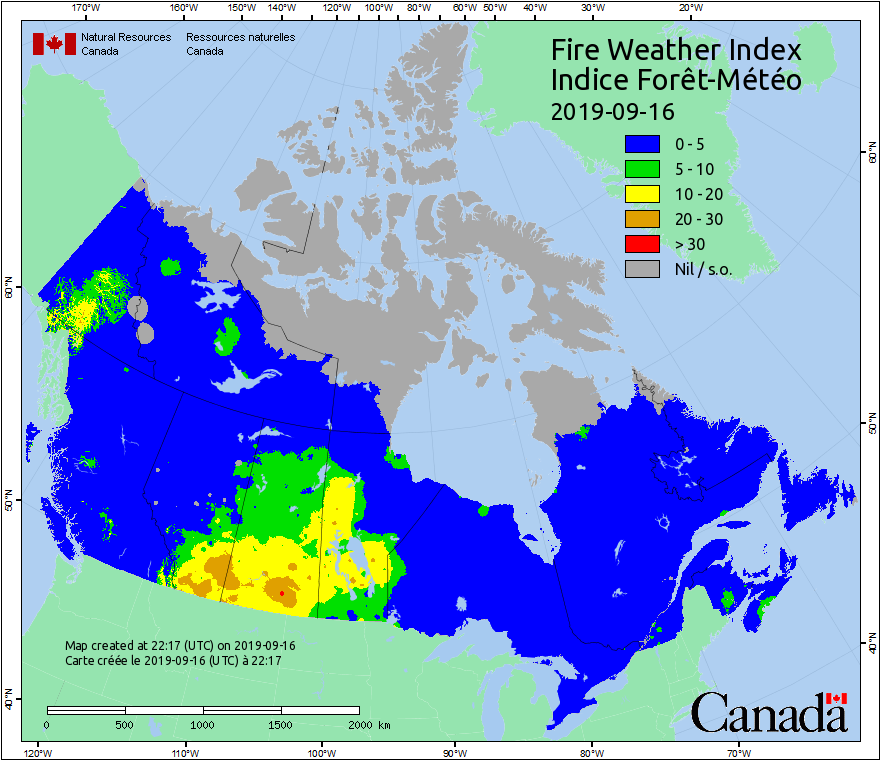 170°W 160°W 150°W 140°W 120°W 100°W 80°W 60°W 50°W 40°W 30°W 20°W
Natural Resources Ressources naturelles
Canada Canada
Fire Weather Index
Indice Forêt-Météo
2019-09-16
0 - 5
5 - 10
10 - 20
20 - 30
> 30
Nil / s.o.
60°N 60°N
50°N 50°N
40°N 40°N
Map created at 22:17 (UTC) on 2019-09-16
Carte créée le 2019-09-16 (UTC) à 22:17
0 500 1000 1500 2000 km
Canada
120°W 110°W 100°W 90°W 80°W 70°W